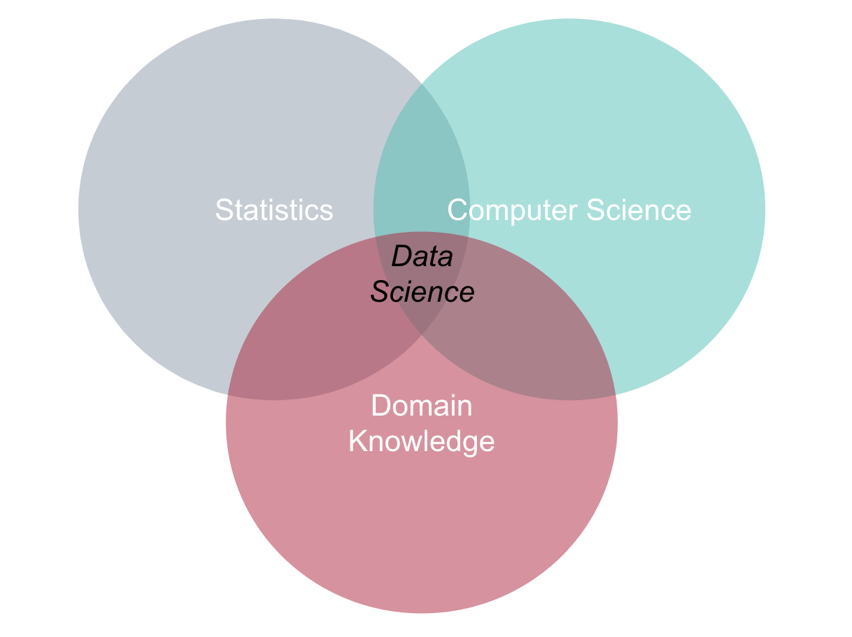 Statistics
Computer Science
Data
Science
Domain
Knowledge